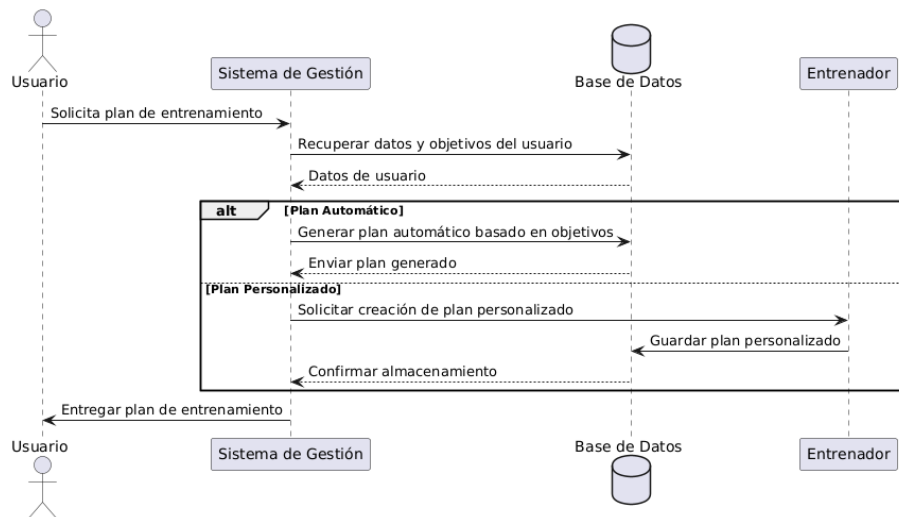 Usuario
Sistema de Gestión
Base de Datos
Entrenador
Solicita plan de entrenamiento
Recuperar datos y objetivos del usuario
Datos de usuario
alt [Plan Automático]
Generar plan automático basado en objetivos
Enviar plan generado
[Plan Personalizado]
Solicitar creación de plan personalizado
Guardar plan personalizado
Confirmar almacenamiento
Entregar plan de entrenamiento
Usuario
Sistema de Gestión
Base de Datos
Entrenador